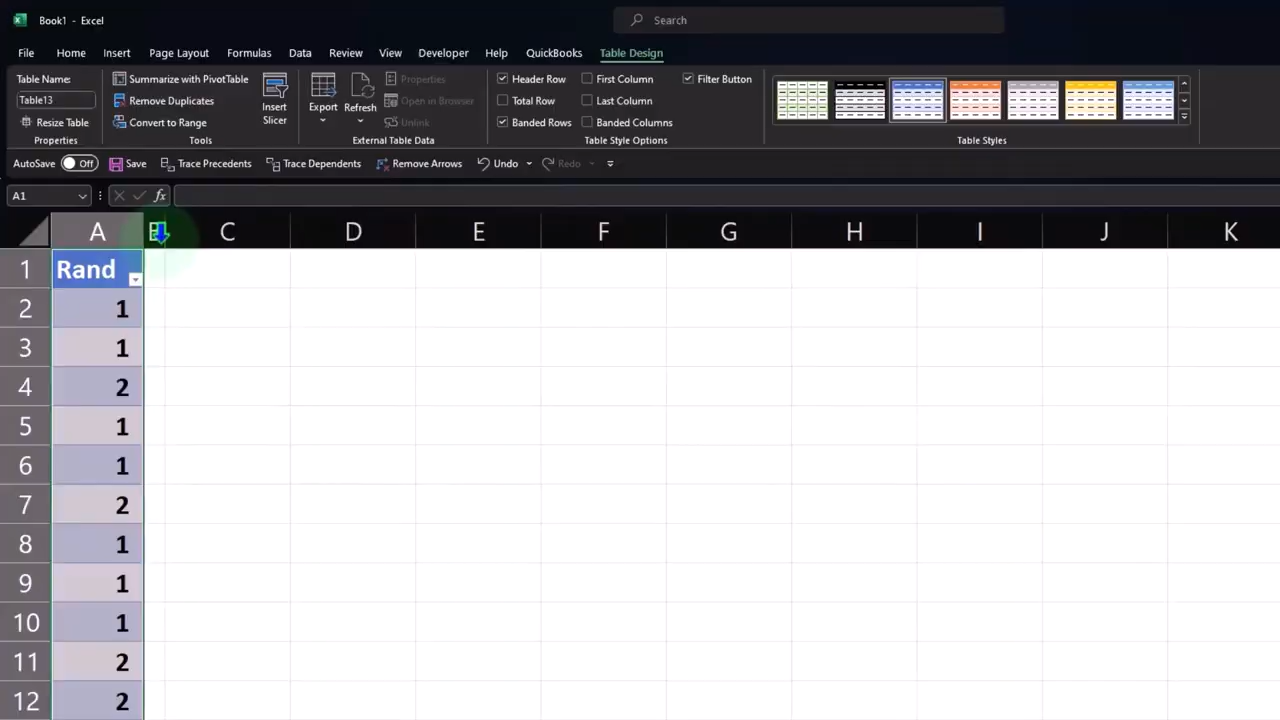 Book1 - Excel
Search
File Home Insert Page Layout Formulas Data Review View Developer Help QuickBooks Table Design
Table Name:
Table13
Resize Table
Properties
Summarize with PivotTable
Remove Duplicates
Convert to Range
Tools
Insert
Slicer
Export
Refresh
Properties
Open in Browser
Unlink
External Table Data
Header Row First Column Filter Button
Total Row Last Column
Banded Rows Banded Columns
Table Style Options
Table Styles
AutoSave Off Save Trace Precedents Trace Dependents Remove Arrows Undo Redo
A1 fx
A B C D E F G H I J K
1 Rand
2 1
3 1
4 2
5 1
6 1
7 2
8 1
9 1
10 1
11 2
12 2